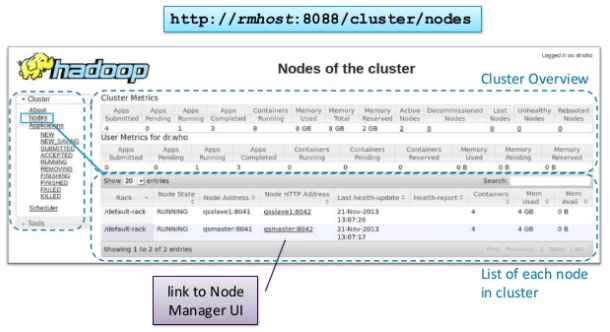 http://rmhost:8088/cluster/nodes
Logged in as: dr.who
hadoop
Nodes of the cluster
Cluster Overview
Cluster
About
Nodes
Applications
NEW
NEW_SAVING
SUBMITTED
ACCEPTED
RUNNING
REMOVING
FINISHING
FINISHED
FAILED
KILLED
Scheduler
Tools
Cluster Metrics
Apps Submitted Apps Pending Apps Running Apps Completed Containers Running Memory Used Memory Total Memory Reserved Active Nodes Decommissioned Nodes Lost Nodes Unhealthy Nodes Rebooted Nodes
4 0 1 3 8 8 GB 8 GB 2 GB 2 0 0 0 0
User Metrics for dr.who
Apps Submitted Apps Pending Apps Running Apps Completed Containers Running Containers Pending Containers Reserved Memory Used Memory Pending Memory Reserved
0 0 1 3 0 0 0 0 B 0 B 0 B
Show 20 entries Search:
Rack Node State Node Address Node HTTP Address Last health-update Health-report Containers Mem Used Mem Avail
/default-rack RUNNING qsslave1:8041 qsslave1:8042 21-Nov-2013 4 4 GB 0 B
13:07:26
/default-rack RUNNING qsmaster:8041 qsmaster:8042 21-Nov-2013 4 4 GB 0 B
13:07:17
Showing 1 to 2 of 2 entries First Previous 1 Next Last
link to Node
Manager UI
List of each node
in cluster